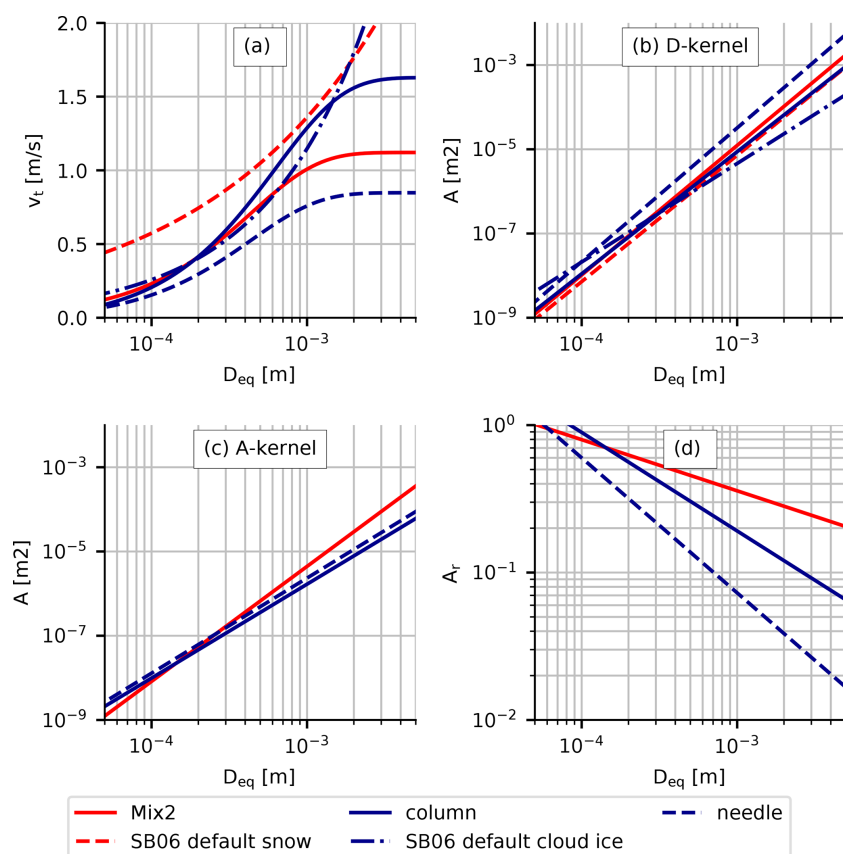 2.0
1.5
1.0
0.5
0.0
v_t [m/s]
(a)
10^-4
10^-3
D_eq [m]
10^-3
10^-5
10^-7
10^-9
A [m2]
(b) D-kernel
10^-4
10^-3
D_eq [m]
10^-3
10^-5
10^-7
10^-9
A [m2]
(c) A-kernel
10^-4
10^-3
D_eq [m]
10^0
10^-1
10^-2
A_r
(d)
10^-4
10^-3
D_eq [m]
Mix2
column
needle
SB06 default snow
SB06 default cloud ice